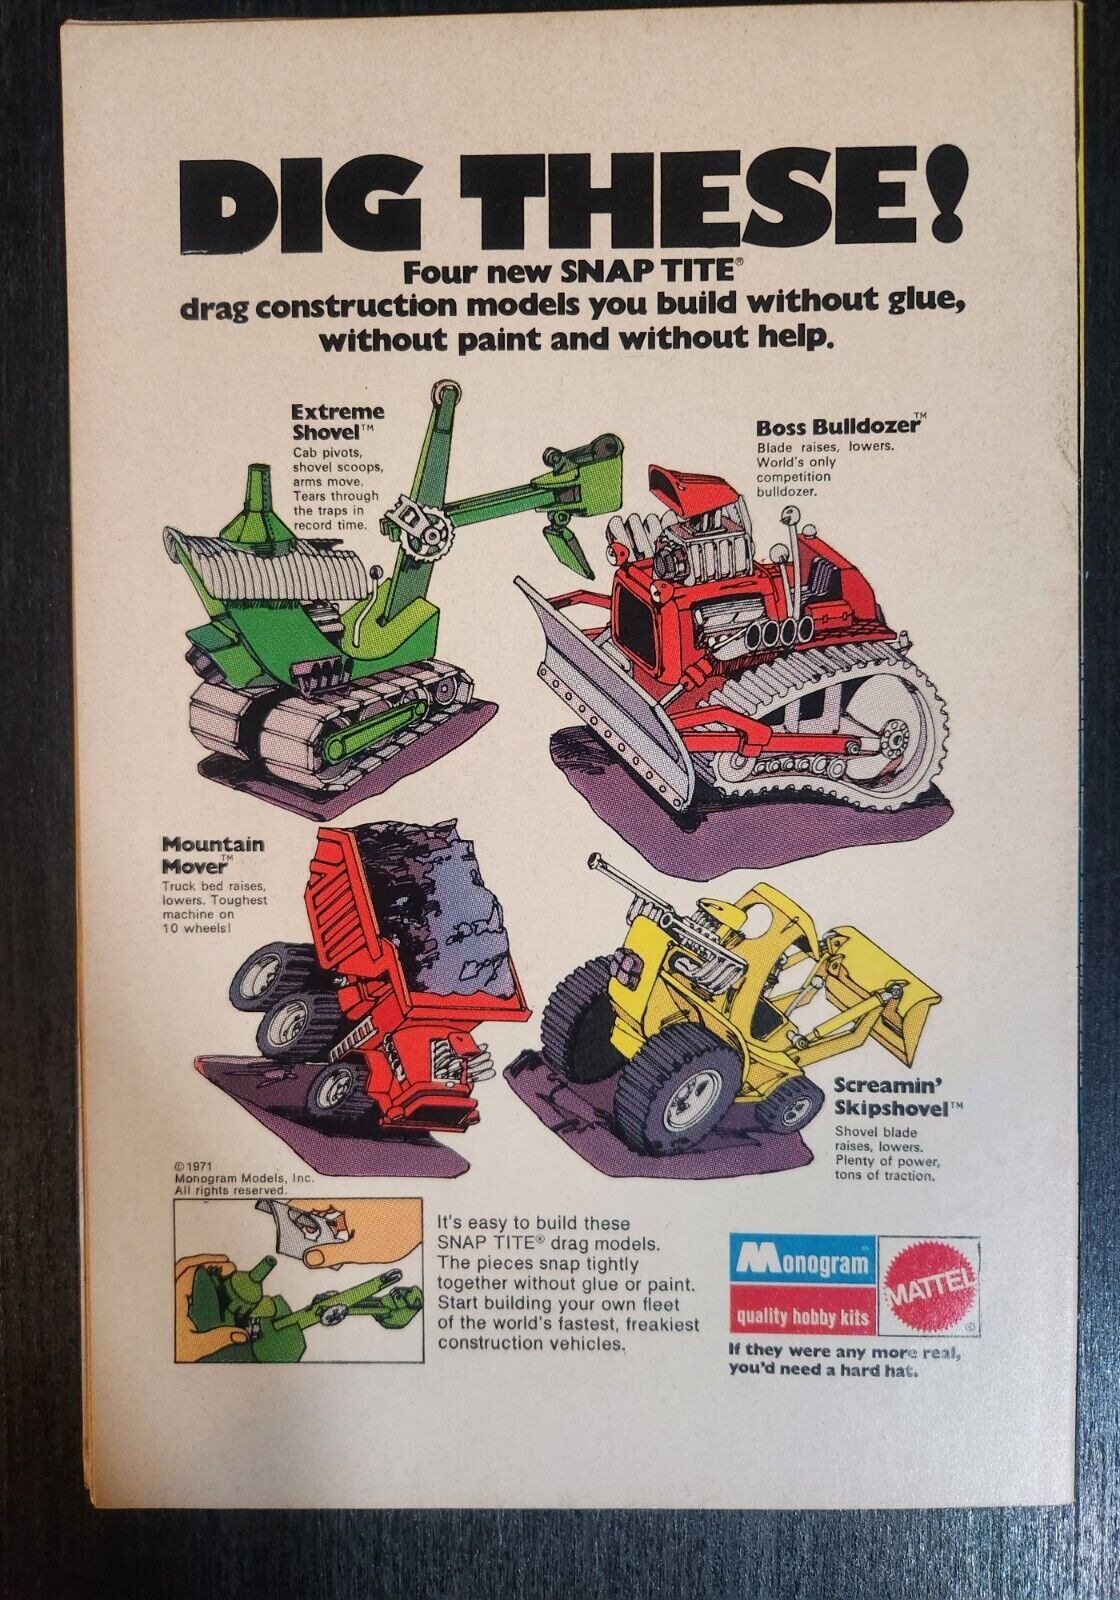 DIG THESE!
Four new SNAP TITE®
drag construction models you build without glue,
without paint and without help.
Extreme
Shovel™
Cab pivots,
shovel scoops,
arms move.
Tears through
the traps in
record time.
Boss Bulldozer™
Blade raises, lowers.
World's only
competition
bulldozer.
Mountain
Mover™
Truck bed raises,
lowers. Toughest
machine on
10 wheels!
Screamin'
Skipshovel™
Shovel blade
raises, lowers.
Plenty of power,
tons of traction.
©1971
Monogram Models, Inc.
All rights reserved.
It's easy to build these
SNAP TITE® drag models.
The pieces snap tightly
together without glue or paint.
Start building your own fleet
of the world's fastest, freakiest
construction vehicles.
Monogram™
quality hobby kits
MATTEL
©
If they were any more real,
you'd need a hard hat.